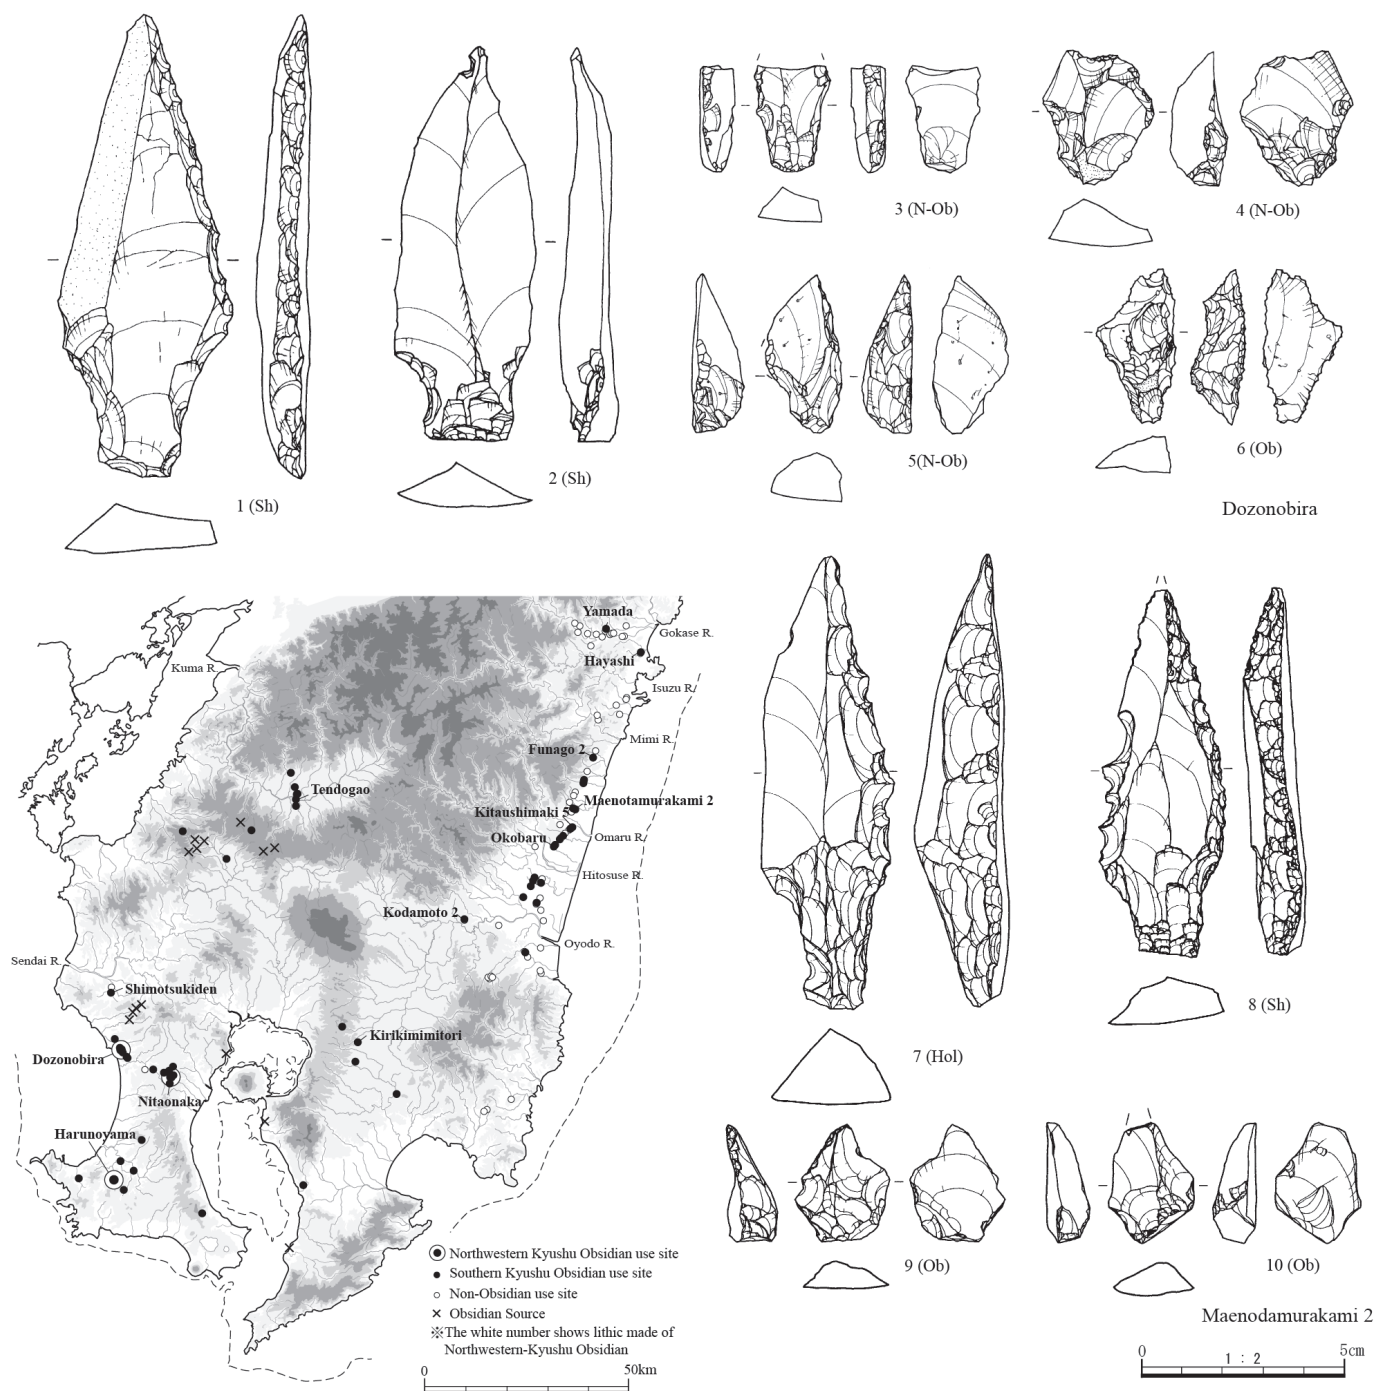 1 (Sh)
2 (Sh)
3 (N-Ob)
4 (N-Ob)
5(N-Ob)
6 (Ob)
Dozonobira
7 (Hol)
8 (Sh)
9 (Ob)
10 (Ob)
Maenodamurakami 2
0
1 : 2
5cm
Yamada
Gokase R.
Hayashi
Kuma R.
Isuzu R.
Mimi R.
Funago 2
Tendogao
Maenotamurakami 2
Kitaushimaki 5
Okobaru
Omaru R.
Hitosuse R.
Kodamoto 2
Oyodo R.
Sendai R.
Shimotsukiden
Kirikimimitori
Dozonobira
Nitaonaka
Harunoyama
Northwestern Kyushu Obsidian use site
Southern Kyushu Obsidian use site
Non-Obsidian use site
Obsidian Source
※The white number shows lithic made of
Northwestern-Kyushu Obsidian
0
50km